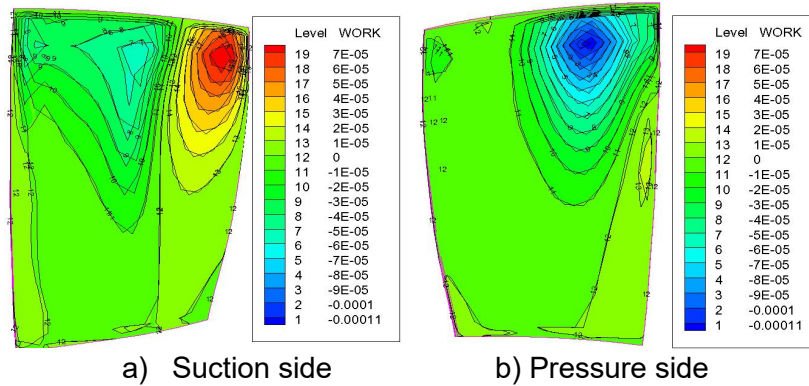 Level WORK
19 7E-05
18 6E-05
17 5E-05
16 4E-05
15 3E-05
14 2E-05
13 1E-05
12 0
11 -1E-05
10 -2E-05
9 -3E-05
8 -4E-05
7 -5E-05
6 -6E-05
5 -7E-05
4 -8E-05
3 -9E-05
2 -0.0001
1 -0.00011
Level WORK
19 7E-05
18 6E-05
17 5E-05
16 4E-05
15 3E-05
14 2E-05
13 1E-05
12 0
11 -1E-05
10 -2E-05
9 -3E-05
8 -4E-05
7 -5E-05
6 -6E-05
5 -7E-05
4 -8E-05
3 -9E-05
2 -0.0001
1 -0.00011
a) Suction side
b) Pressure side